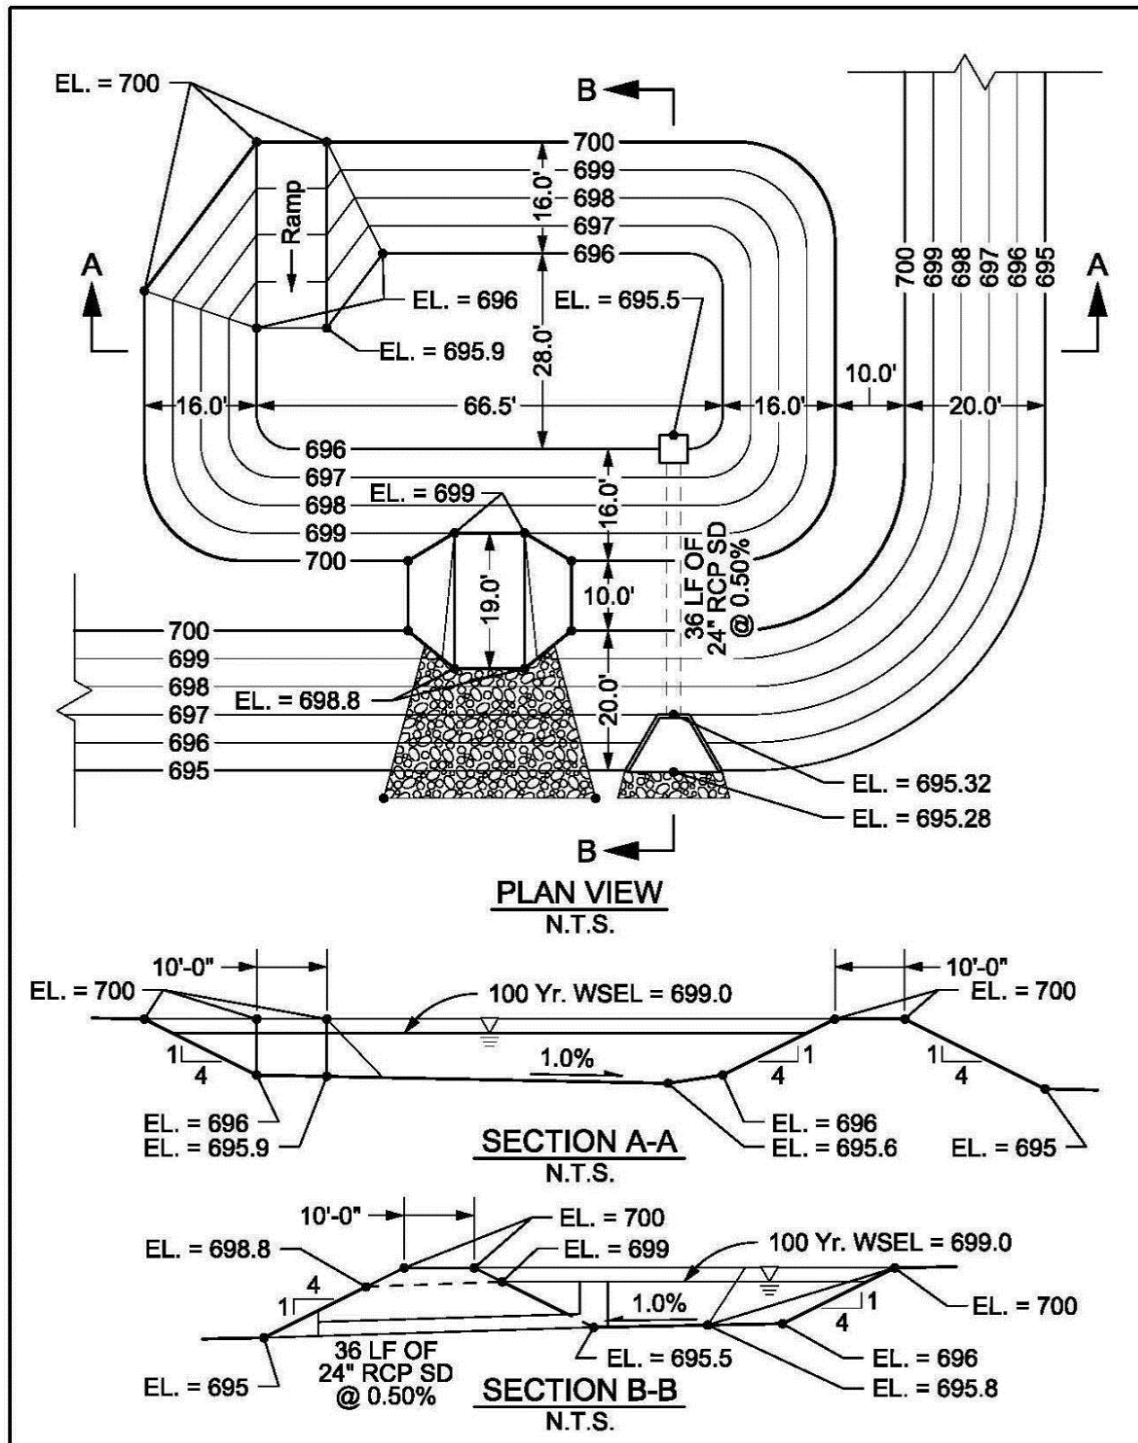 EL. = 700
B
700
699
698
697
696
16.0'
Ramp
A
A
EL. = 696
EL. = 695.5
EL. = 695.9
28.0'
700
699
698
697
696
695
10.0'
16.0'
66.5'
16.0'
20.0'
696
697
698
699
700
EL. = 699
16.0'
36 LF OF
24" RCP SD
@ 0.50%
19.0'
10.0'
700
699
698
697
696
695
EL. = 698.8
20.0'
EL. = 695.32
EL. = 695.28
B
PLAN VIEW
N.T.S.
10'-0"
10'-0"
EL. = 700
100 Yr. WSEL = 699.0
EL. = 700
1
4
1.0%
1
4
1
4
EL. = 696
EL. = 695.9
EL. = 696
EL. = 695.6
EL. = 695
SECTION A-A
N.T.S.
10'-0"
EL. = 700
EL. = 698.8
EL. = 699
100 Yr. WSEL = 699.0
4
1
1.0%
1
4
EL. = 700
36 LF OF
24" RCP SD
@ 0.50%
EL. = 695.5
EL. = 696
EL. = 695
EL. = 695.8
SECTION B-B
N.T.S.